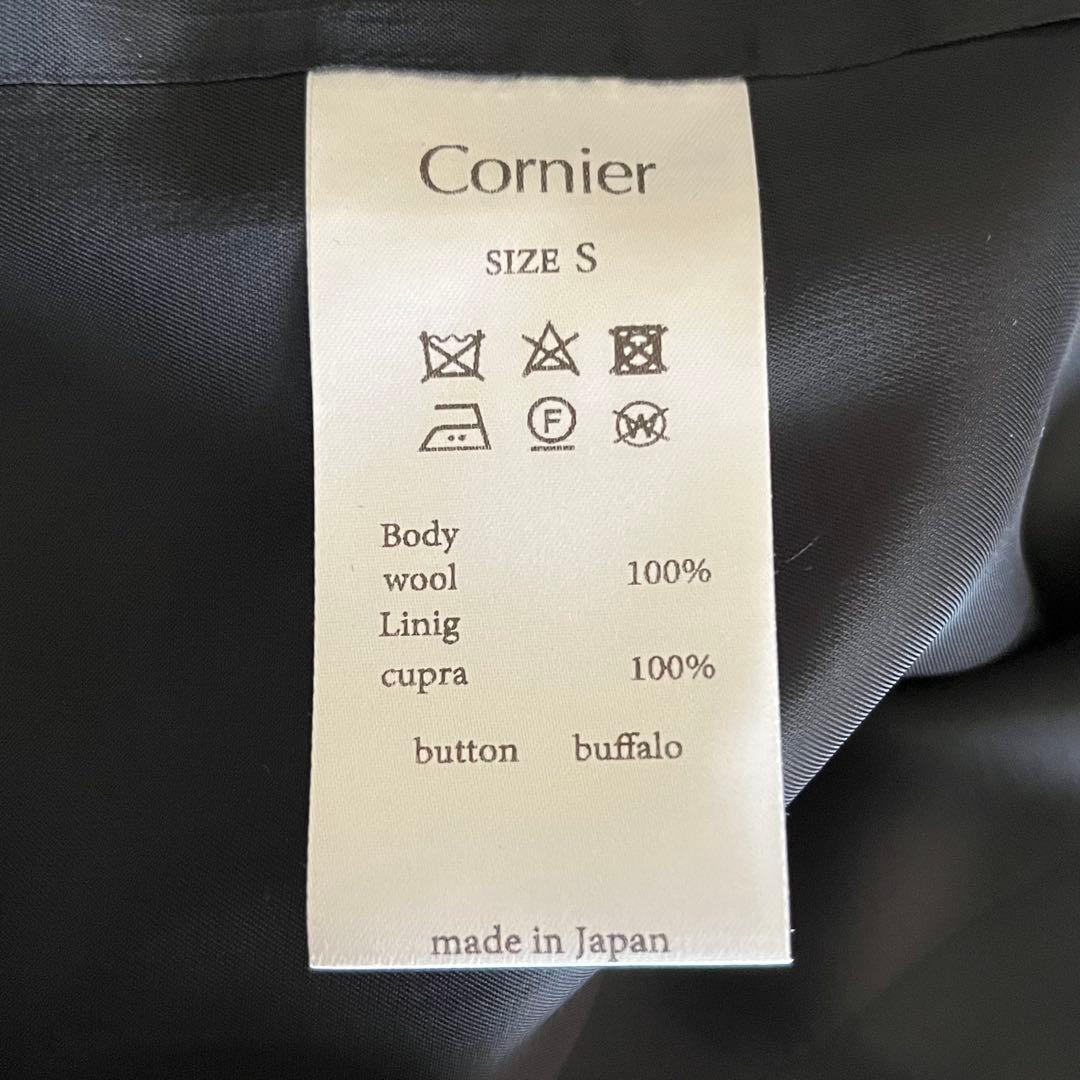 Cornier
SIZE S
F W
Body
wool 100%
Linig
cupra 100%
button buffalo
made in Japan